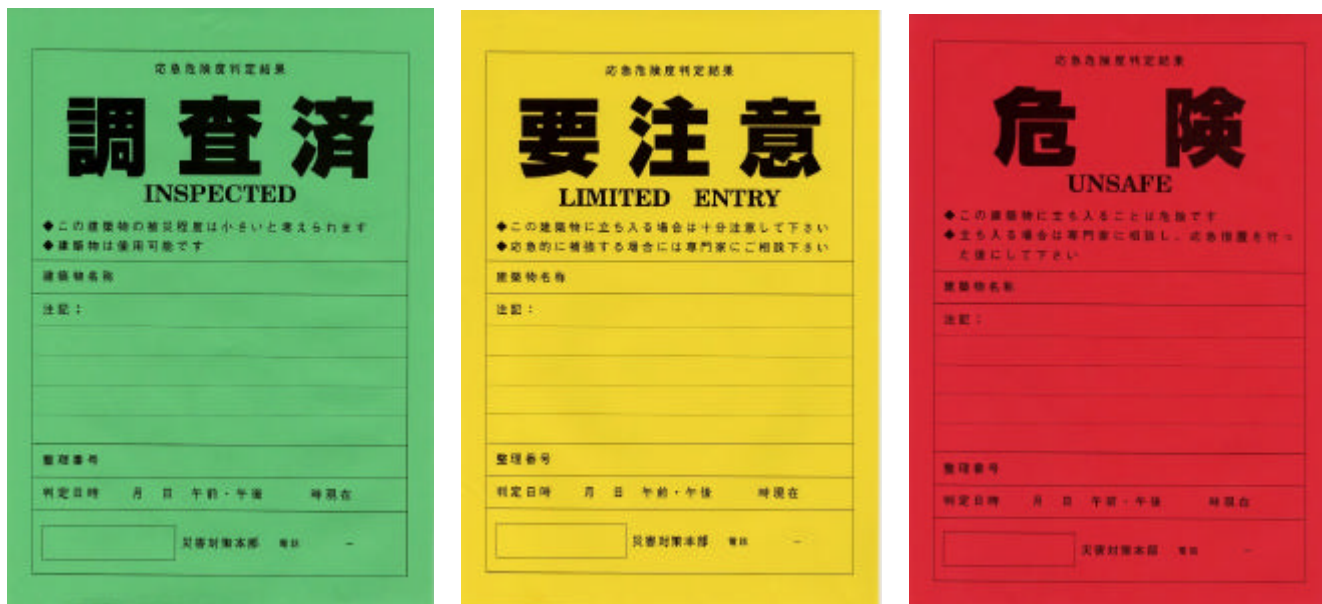 応急危険度判定結果
調査済
INSPECTED
◆この建築物の被災程度は小さいと考えられます
◆建築物は使用可能です
建築物名称
注記：
整理番号
判定日時 月 日 午前・午後 時現在
災害対策本部 電話 －
応急危険度判定結果
要注意
LIMITED ENTRY
◆この建築物に立ち入る場合は十分注意して下さい
◆応急的に補強する場合には専門家にご相談下さい
建築物名称
注記：
整理番号
判定日時 月 日 午前・午後 時現在
災害対策本部 電話 －
応急危険度判定結果
危険
UNSAFE
◆この建築物に立ち入ることは危険です
◆立ち入る場合は専門家に相談し、応急措置を行っ
た後にして下さい
建築物名称
注記：
整理番号
判定日時 月 日 午前・午後 時現在
災害対策本部 電話 －